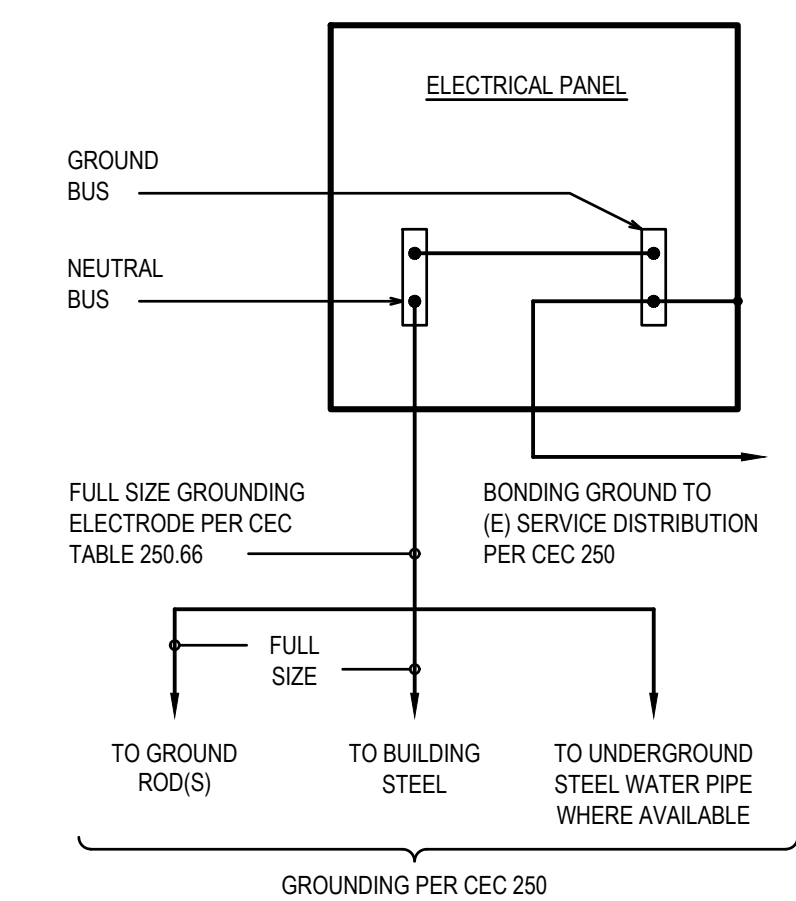 ELECTRICAL PANEL
GROUND
BUS
NEUTRAL
BUS
FULL SIZE GROUNDING
ELECTRODE PER CEC
TABLE 250.66
BONDING GROUND TO
(E) SERVICE DISTRIBUTION
PER CEC 250
FULL
SIZE
TO GROUND
ROD(S)
TO BUILDING
STEEL
TO UNDERGROUND
STEEL WATER PIPE
WHERE AVAILABLE
GROUNDING PER CEC 250